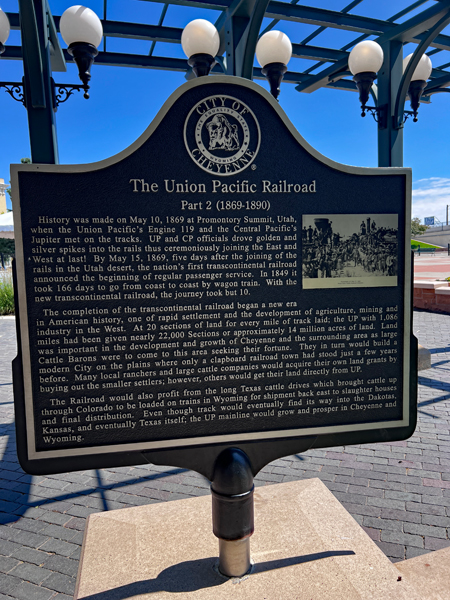 CITY OF
CHEYENNE
WYOMING
The Union Pacific Railroad
Part 2 (1869-1890)
History was made on May 10, 1869 at Promontory Summit, Utah,
when the Union Pacific's Engine 119 and the Central Pacific's
Jupiter met on the tracks. UP and CP officials drove golden and
silver spikes into the rails thus ceremoniously joining the East and
West at last! By May 15, 1869, five days after the joining of the
rails in the Utah desert, the nation's first transcontinental railroad
announced the beginning of regular passenger service. In 1849 it
took 166 days to go from coast to coast by wagon train. With the
new transcontinental railroad, the journey took but 10.
The completion of the transcontinental railroad began a new era
in American history, one of rapid settlement and the development of agriculture, mining and
industry in the West. At 20 sections of land for every mile of track laid; the UP with 1,086
miles had been given nearly 22,000 Sections or approximately 14 million acres of land. Land
was important in the development and growth of Cheyenne and the surrounding area as large
Cattle Barons were to come to this area seeking their fortune. They in turn would build a
modern City on the plains where only a clapboard railroad town had stood just a few years
before. Many local ranchers and large cattle companies would acquire their own land grants by
buying out the smaller settlers; however, others would get their land directly from UP.
The Railroad would also profit from the long Texas cattle drives which brought cattle up
through Colorado to be loaded on trains in Wyoming for shipment back east to slaughter houses
and final distribution. Even though track would eventually find its way into the Dakotas,
Kansas, and eventually Texas itself; the UP mainline would grow and prosper in Cheyenne and
Wyoming.